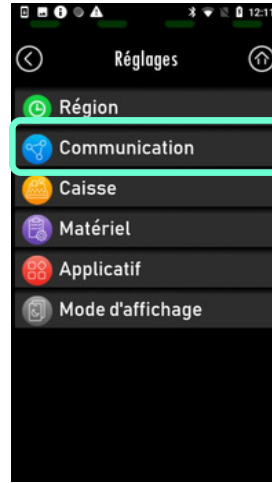 12:11
Réglages
Région
Communication
Caisse
Matériel
Applicatif
Mode d'affichage